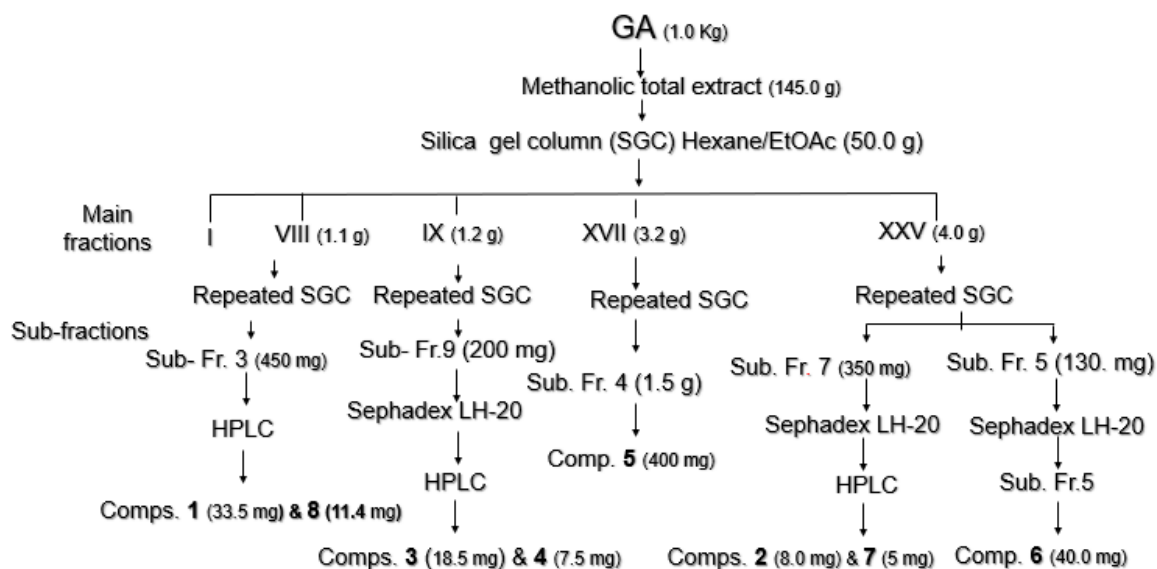 GA (1.0 Kg)
Methanolic total extract (145.0 g)
Silica gel column (SGC) Hexane/EtOAc (50.0 g)
Main
fractions
I VIII (1.1 g) IX (1.2 g) XVII (3.2 g) XXV (4.0 g)
Repeated SGC Repeated SGC Repeated SGC Repeated SGC
Sub-fractions
Sub- Fr. 3 (450 mg) Sub- Fr.9 (200 mg) Sub. Fr. 4 (1.5 g) Sub. Fr. 7 (350 mg) Sub. Fr. 5 (130. mg)
HPLC Sephadex LH-20 Comp. 5 (400 mg) Sephadex LH-20 Sephadex LH-20
HPLC HPLC Sub. Fr.5
Comps. 1 (33.5 mg) & 8 (11.4 mg)
Comps. 3 (18.5 mg) & 4 (7.5 mg) Comps. 2 (8.0 mg) & 7 (5 mg) Comp. 6 (40.0 mg)